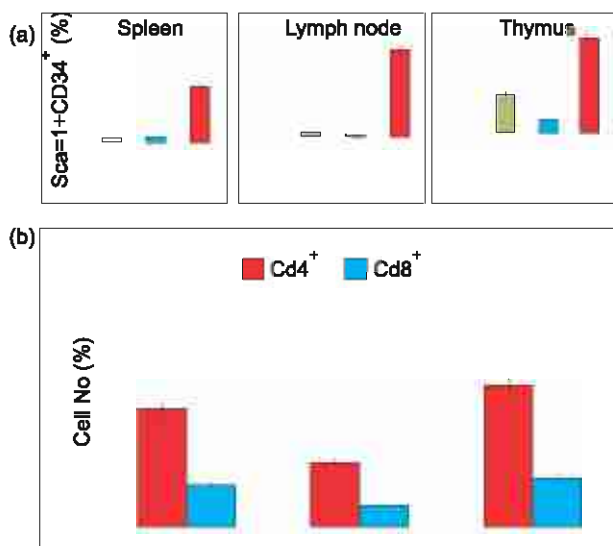 (a)
Spleen
Lymph node
Thymus
Sca=1+CD34+ (%)
(b)
Cd4+ Cd8+
Cell No (%)